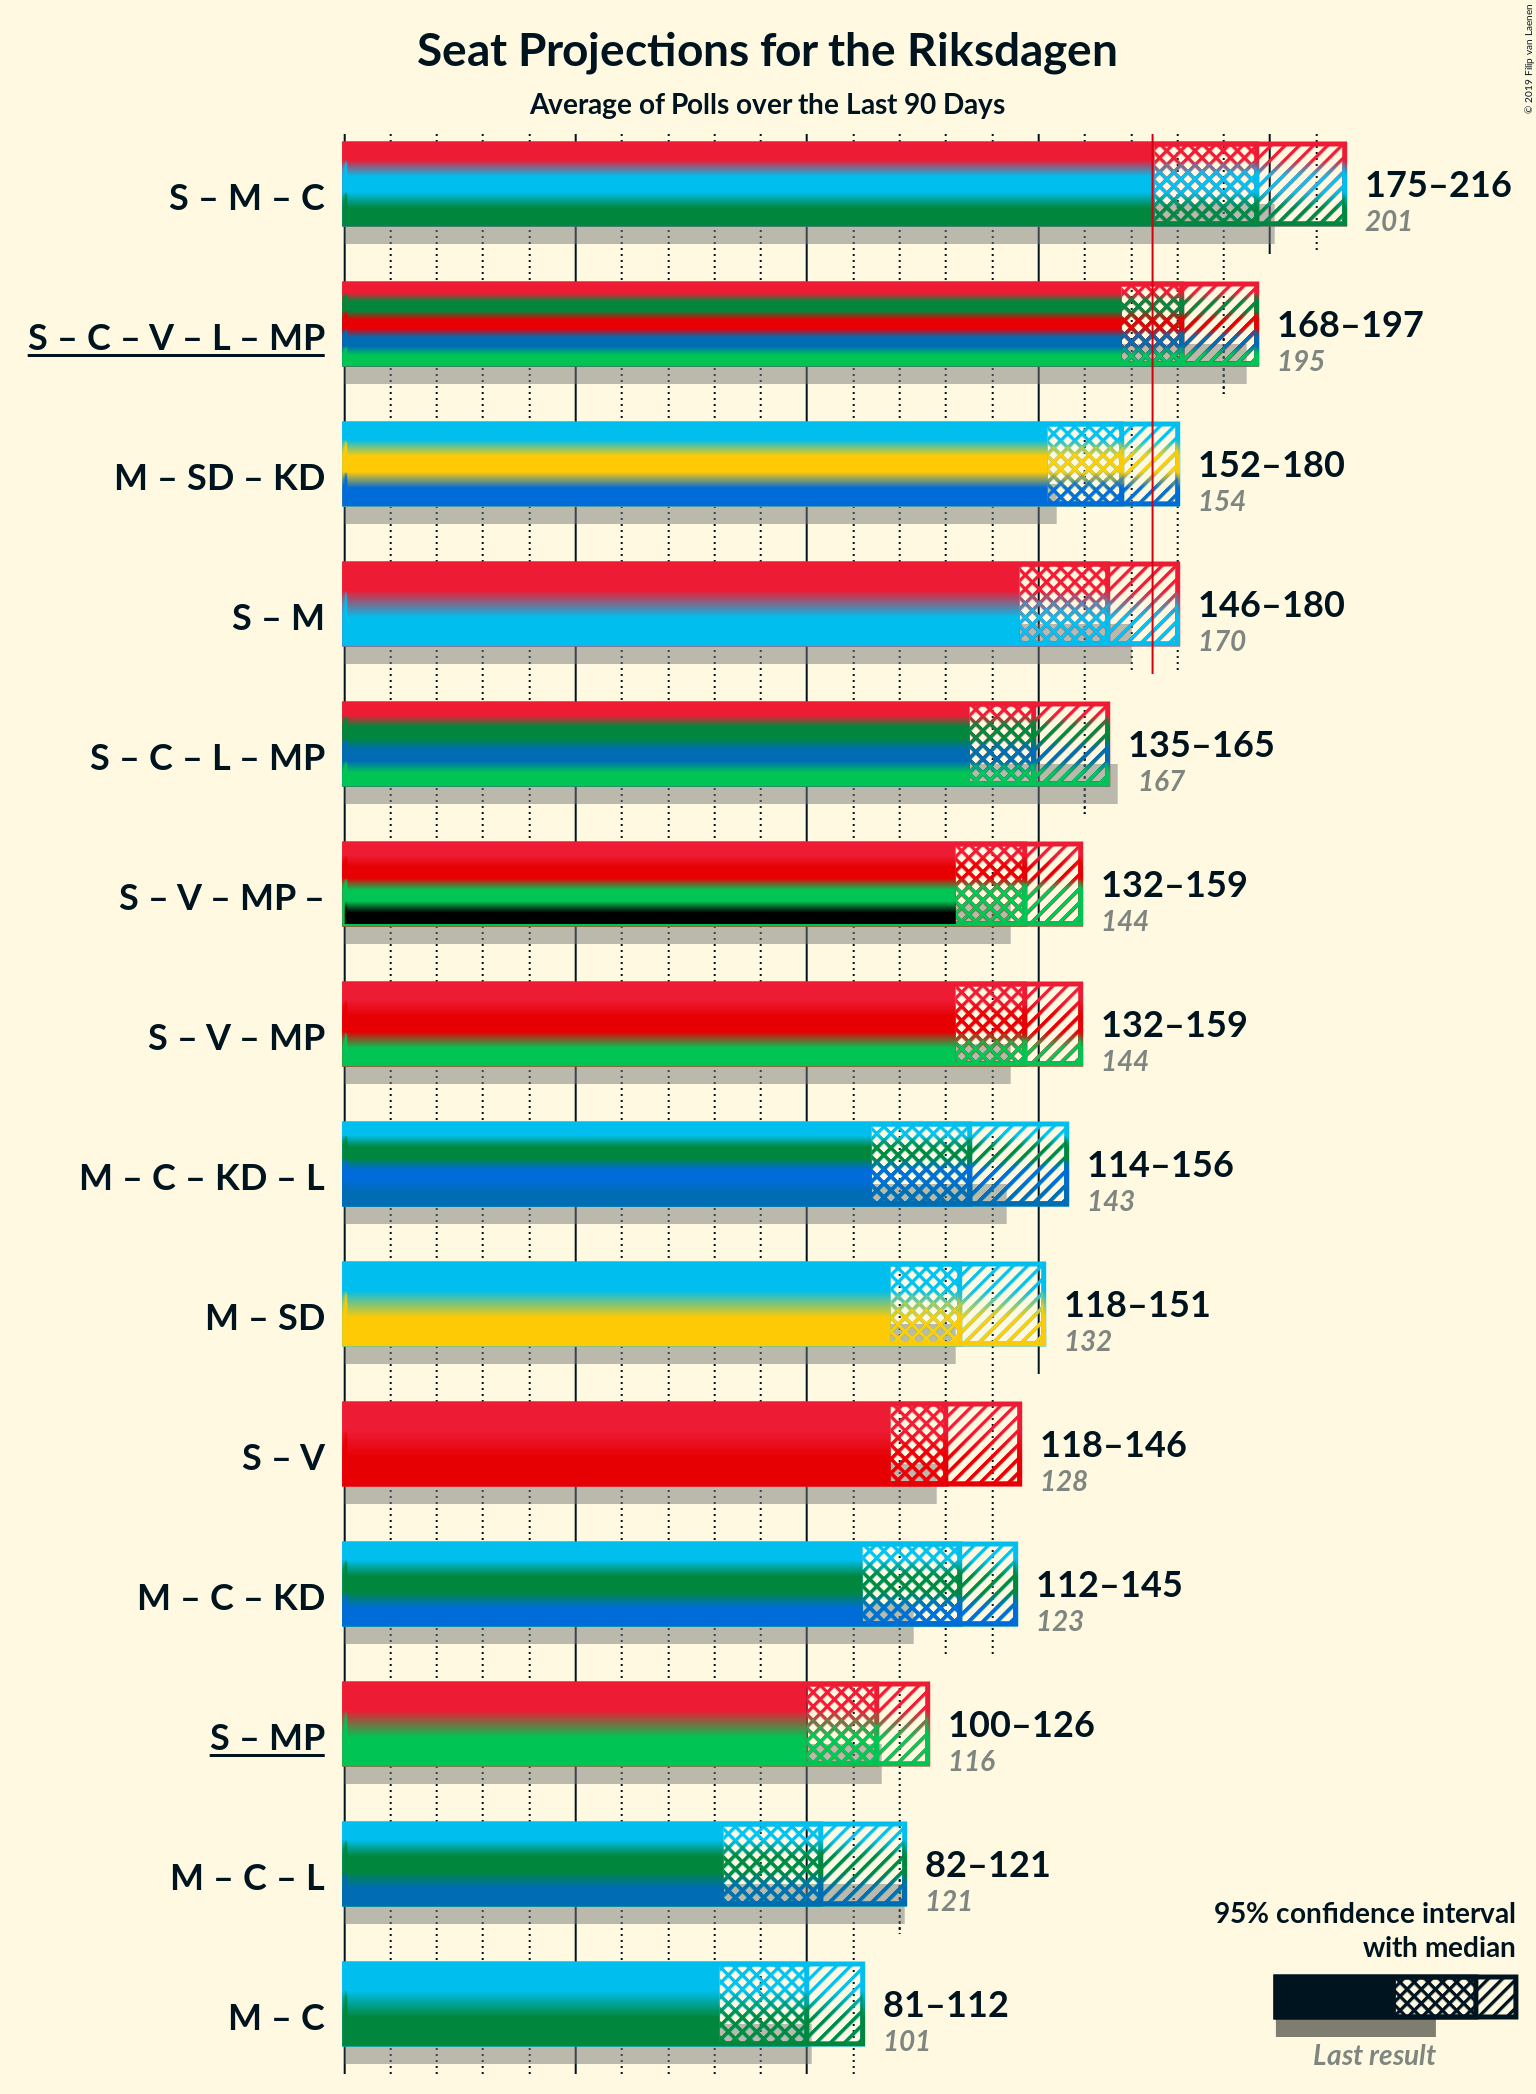 Seat Projections for the Riksdagen
Average of Polls over the Last 90 Days
© 2019 Filip van Laenen
S – M – C
175–216
201
S – C – V – L – MP
168–197
195
M – SD – KD
152–180
154
S – M
146–180
170
S – C – L – MP
135–165
167
S – V – MP –
132–159
144
S – V – MP
132–159
144
M – C – KD – L
114–156
143
M – SD
118–151
132
S – V
118–146
128
M – C – KD
112–145
123
S – MP
100–126
116
M – C – L
82–121
121
M – C
81–112
101
95% confidence interval
with median
Last result